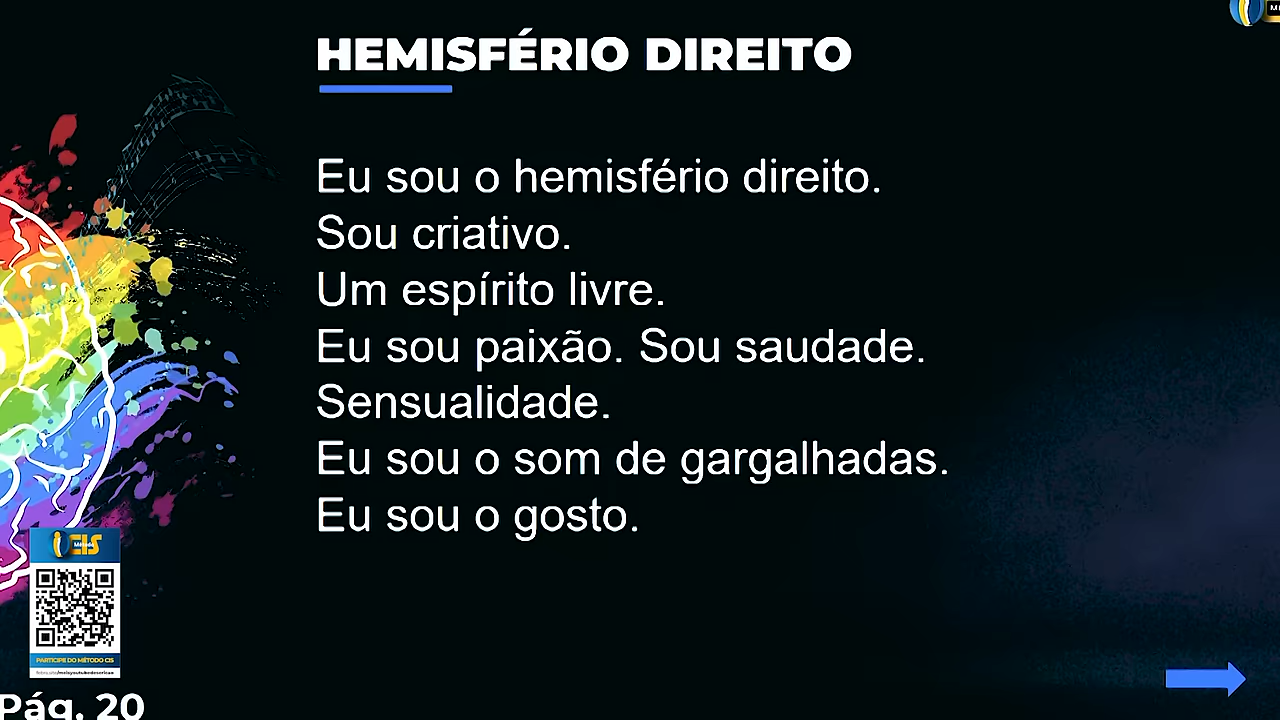 HEMISFÉRIO DIREITO
Eu sou o hemisfério direito.
Sou criativo.
Um espírito livre.
Eu sou paixão. Sou saudade.
Sensualidade.
Eu sou o som de gargalhadas.
Eu sou o gosto.
CIS
PARTICIPE DO MÉTODO CIS
Pág. 20